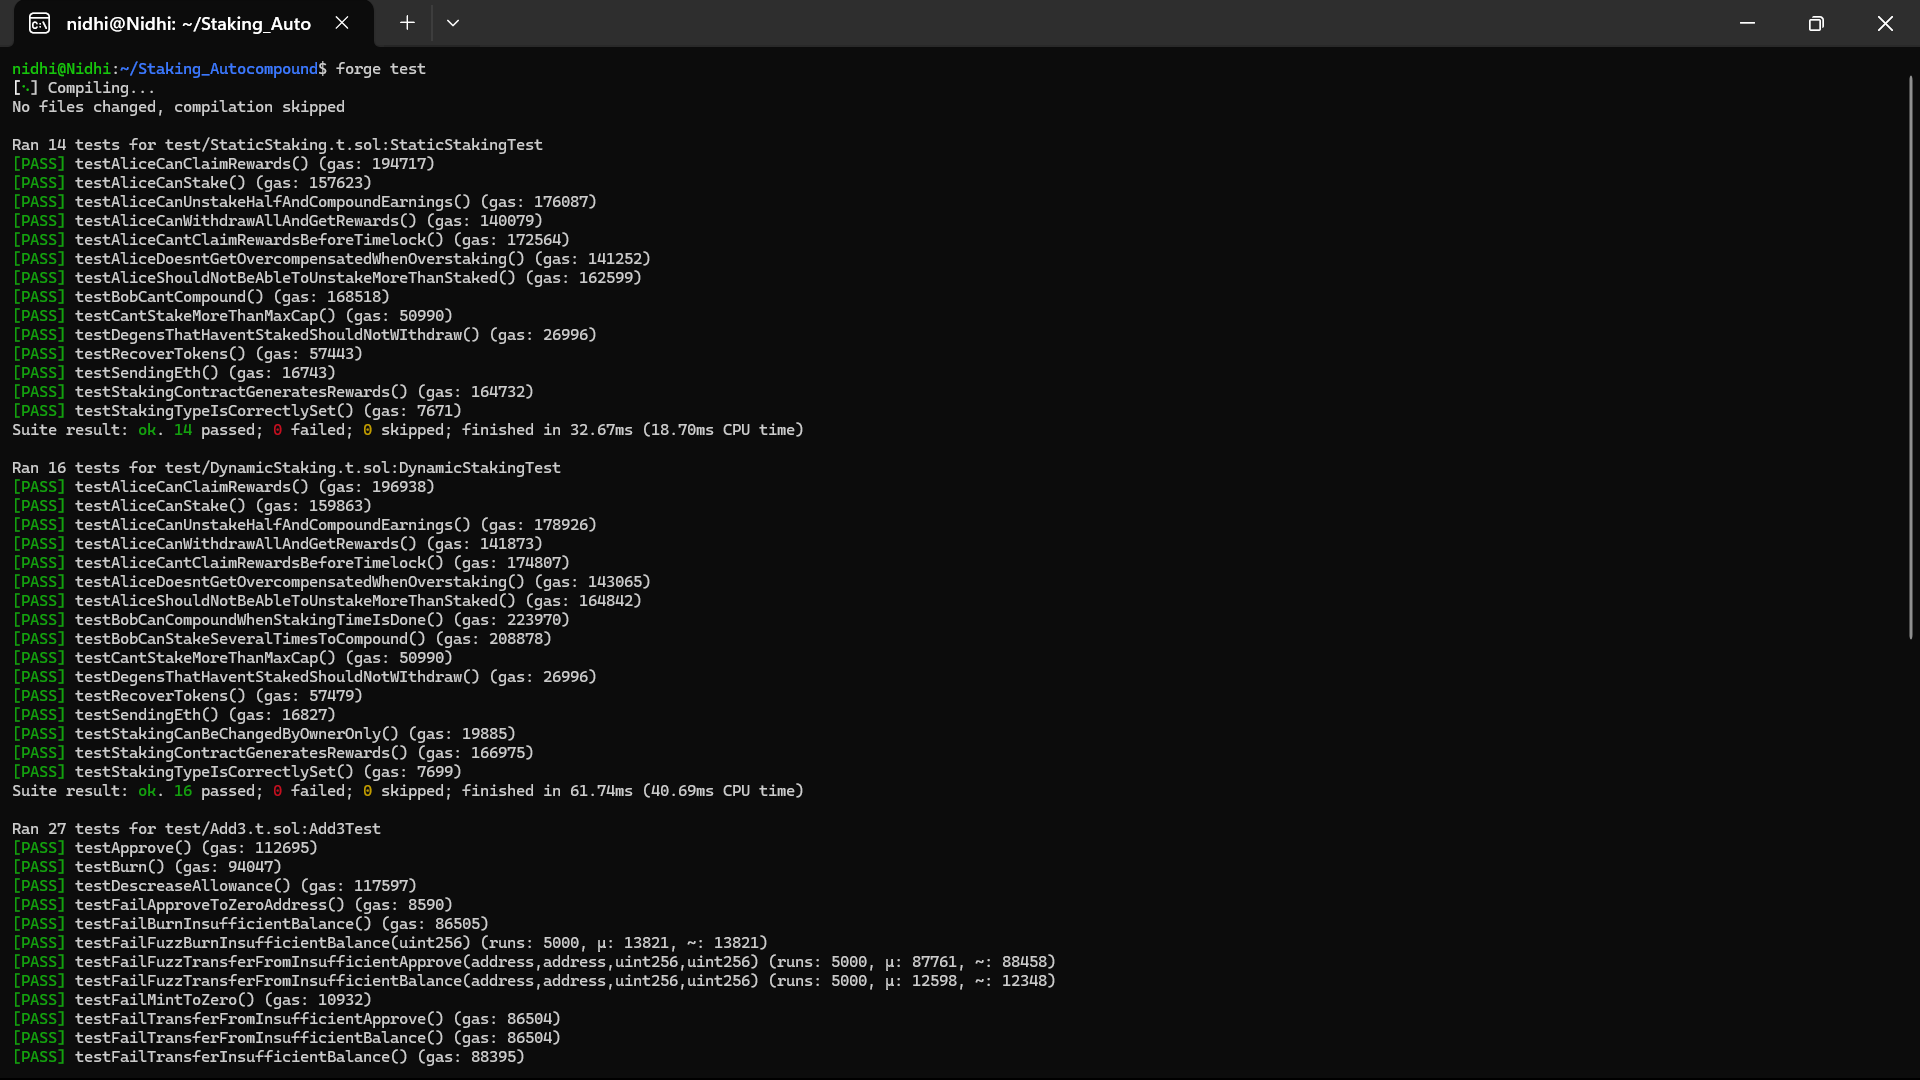 nidhi@Nidhi: ~/Staking_Auto
nidhi@Nidhi:~/Staking_Autocompound$ forge test
[⠢] Compiling...
No files changed, compilation skipped

Ran 14 tests for test/StaticStaking.t.sol:StaticStakingTest
[PASS] testAliceCanClaimRewards() (gas: 194717)
[PASS] testAliceCanStake() (gas: 157623)
[PASS] testAliceCanUnstakeHalfAndCompoundEarnings() (gas: 176087)
[PASS] testAliceCanWithdrawAllAndGetRewards() (gas: 140079)
[PASS] testAliceCantClaimRewardsBeforeTimelock() (gas: 172564)
[PASS] testAliceDoesntGetOvercompensatedWhenOverstaking() (gas: 141252)
[PASS] testAliceShouldNotBeAbleToUnstakeMoreThanStaked() (gas: 162599)
[PASS] testBobCantCompound() (gas: 168518)
[PASS] testCantStakeMoreThanMaxCap() (gas: 50990)
[PASS] testDegensThatHaventStakedShouldNotWIthdraw() (gas: 26996)
[PASS] testRecoverTokens() (gas: 57443)
[PASS] testSendingEth() (gas: 16743)
[PASS] testStakingContractGeneratesRewards() (gas: 164732)
[PASS] testStakingTypeIsCorrectlySet() (gas: 7671)
Suite result: ok. 14 passed; 0 failed; 0 skipped; finished in 32.67ms (18.70ms CPU time)

Ran 16 tests for test/DynamicStaking.t.sol:DynamicStakingTest
[PASS] testAliceCanClaimRewards() (gas: 196938)
[PASS] testAliceCanStake() (gas: 159863)
[PASS] testAliceCanUnstakeHalfAndCompoundEarnings() (gas: 178926)
[PASS] testAliceCanWithdrawAllAndGetRewards() (gas: 141873)
[PASS] testAliceCantClaimRewardsBeforeTimelock() (gas: 174807)
[PASS] testAliceDoesntGetOvercompensatedWhenOverstaking() (gas: 143065)
[PASS] testAliceShouldNotBeAbleToUnstakeMoreThanStaked() (gas: 164842)
[PASS] testBobCanCompoundWhenStakingTimeIsDone() (gas: 223970)
[PASS] testBobCanStakeSeveralTimesToCompound() (gas: 208878)
[PASS] testCantStakeMoreThanMaxCap() (gas: 50990)
[PASS] testDegensThatHaventStakedShouldNotWIthdraw() (gas: 26996)
[PASS] testRecoverTokens() (gas: 57479)
[PASS] testSendingEth() (gas: 16827)
[PASS] testStakingCanBeChangedByOwnerOnly() (gas: 19885)
[PASS] testStakingContractGeneratesRewards() (gas: 166975)
[PASS] testStakingTypeIsCorrectlySet() (gas: 7699)
Suite result: ok. 16 passed; 0 failed; 0 skipped; finished in 61.74ms (40.69ms CPU time)

Ran 27 tests for test/Add3.t.sol:Add3Test
[PASS] testApprove() (gas: 112695)
[PASS] testBurn() (gas: 94047)
[PASS] testDescreaseAllowance() (gas: 117597)
[PASS] testFailApproveToZeroAddress() (gas: 8590)
[PASS] testFailBurnInsufficientBalance() (gas: 86505)
[PASS] testFailFuzzBurnInsufficientBalance(uint256) (runs: 5000, μ: 13821, ~: 13821)
[PASS] testFailFuzzTransferFromInsufficientApprove(address,address,uint256,uint256) (runs: 5000, μ: 87761, ~: 88458)
[PASS] testFailFuzzTransferFromInsufficientBalance(address,address,uint256,uint256) (runs: 5000, μ: 12598, ~: 12348)
[PASS] testFailMintToZero() (gas: 10932)
[PASS] testFailTransferFromInsufficientApprove() (gas: 86504)
[PASS] testFailTransferFromInsufficientBalance() (gas: 86504)
[PASS] testFailTransferInsufficientBalance() (gas: 88395)